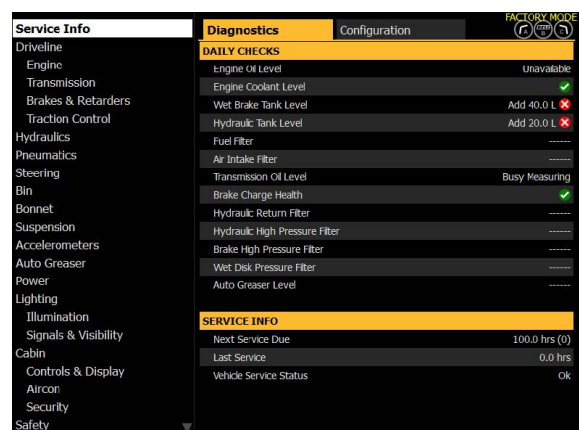 FACTORY MODE
Service Info
Driveline
Engine
Transmission
Brakes & Retarders
Traction Control
Hydraulics
Pneumatics
Steering
Bin
Bonnet
Suspension
Accelerometers
Auto Greaser
Power
Lighting
Illumination
Signals & Visibility
Cabin
Controls & Display
Aircon
Security
Safety
Diagnostics
Configuration
DAILY CHECKS
Engine Oil Level Unavailable
Engine Coolant Level
Wet Brake Tank Level Add 40.0 L
Hydraulic Tank Level Add 20.0 L
Fuel Filter ------
Air Intake Filter ------
Transmission Oil Level Busy Measuring
Brake Charge Health
Hydraulic Return Filter ------
Hydraulic High Pressure Filter ------
Brake High Pressure Filter ------
Wet Disk Pressure Filter ------
Auto Greaser Level ------
SERVICE INFO
Next Service Due 100.0 hrs (0)
Last Service 0.0 hrs
Vehicle Service Status Ok